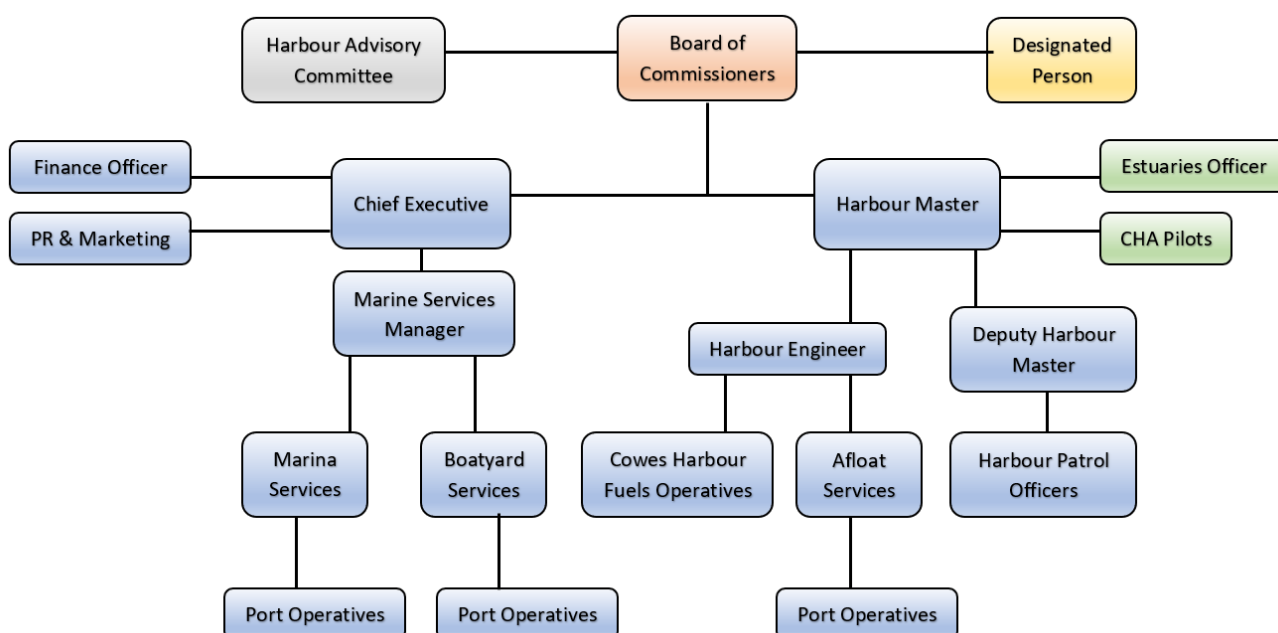 Harbour Advisory
Committee
Board of
Commissioners
Designated
Person
Finance Officer
PR & Marketing
Chief Executive
Harbour Master
Estuaries Officer
CHA Pilots
Marine Services
Manager
Harbour Engineer
Deputy Harbour
Master
Marina
Services
Boatyard
Services
Cowes Harbour
Fuels Operatives
Afloat
Services
Harbour Patrol
Officers
Port Operatives
Port Operatives
Port Operatives